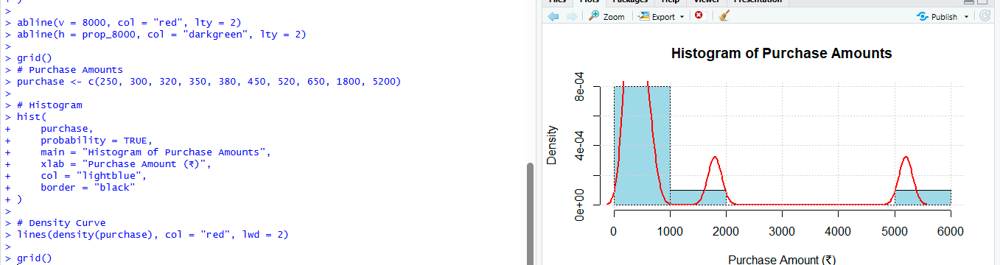 + )
>
> abline(v = 8000, col = "red", lty = 2)
> abline(h = prop_8000, col = "darkgreen", lty = 2)
>
> grid()
> # Purchase Amounts
> purchase <- c(250, 300, 320, 350, 380, 450, 520, 650, 1800, 5200)
>
> # Histogram
> hist(
+     purchase,
+     probability = TRUE,
+     main = "Histogram of Purchase Amounts",
+     xlab = "Purchase Amount (₹)",
+     col = "lightblue",
+     border = "black"
+ )
>
> # Density Curve
> lines(density(purchase), col = "red", lwd = 2)
>
> grid()
Files Plots Packages Help Viewer Presentation
Zoom Export Publish
Histogram of Purchase Amounts
Density
8e-04
4e-04
0e+00
0 1000 2000 3000 4000 5000 6000
Purchase Amount (₹)